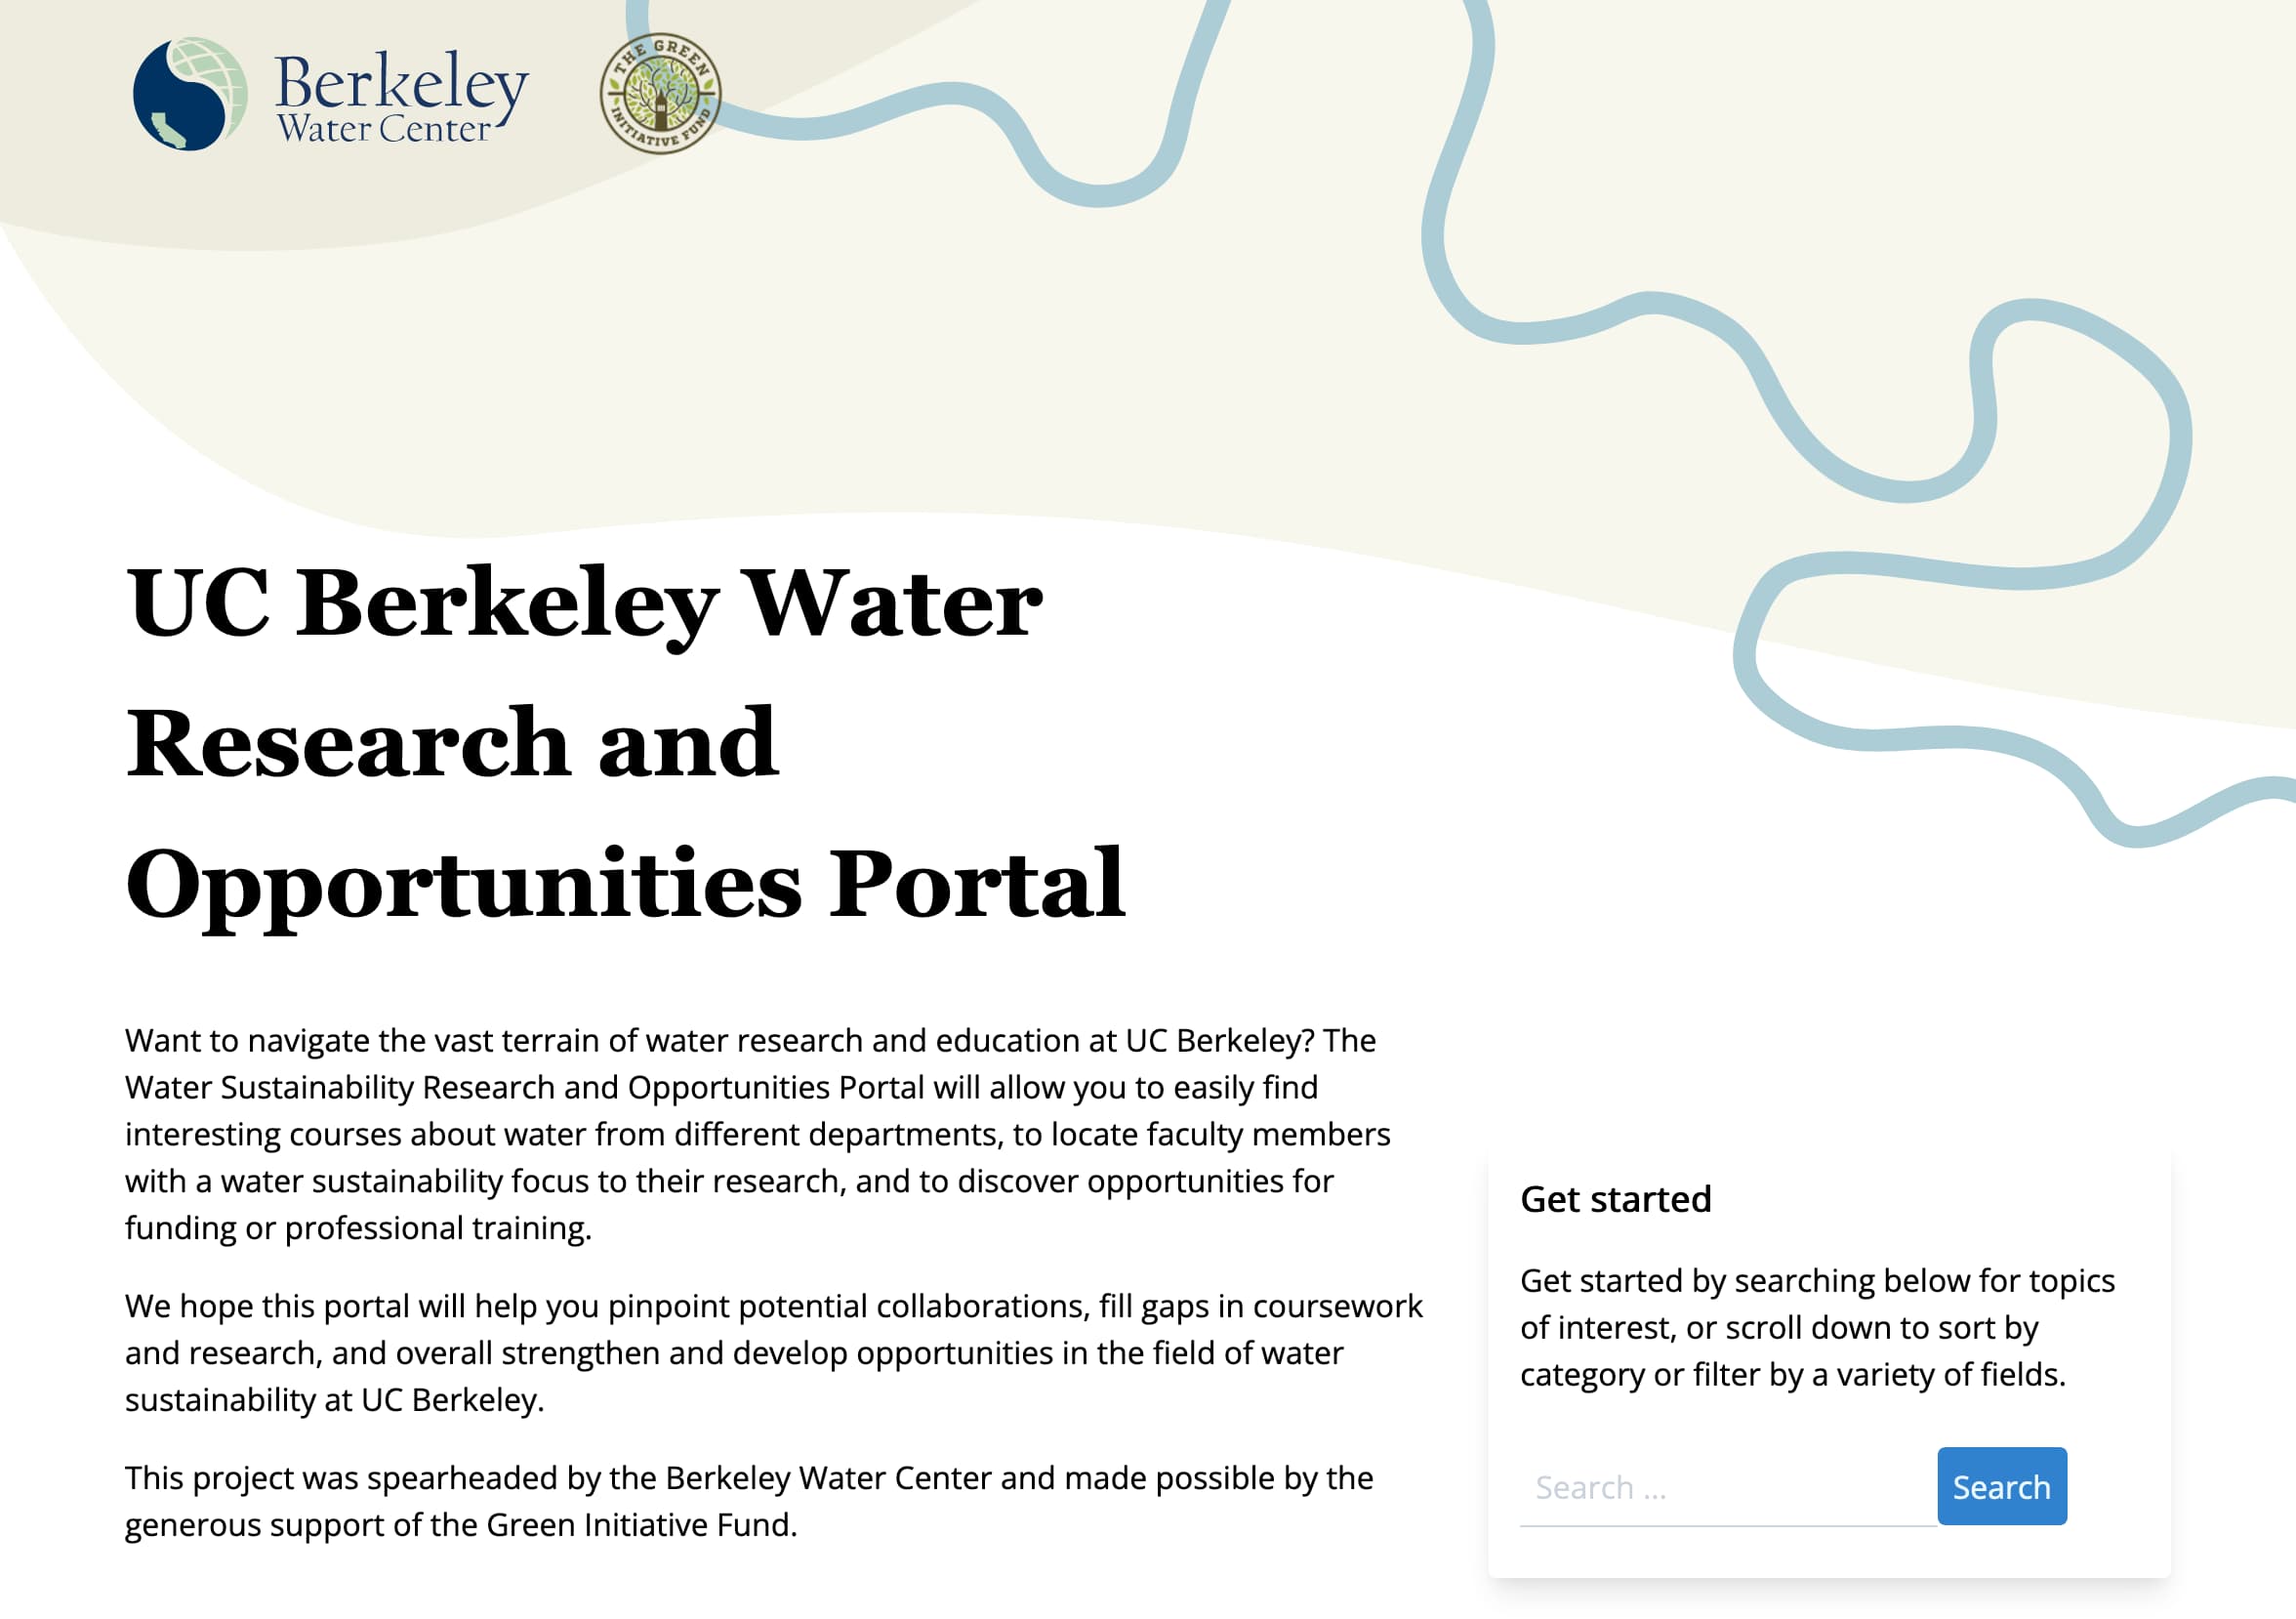 Berkeley
Water Center
THE GREEN
INITIATIVE FUND
UC Berkeley Water
Research and
Opportunities Portal
Want to navigate the vast terrain of water research and education at UC Berkeley? The
Water Sustainability Research and Opportunities Portal will allow you to easily find
interesting courses about water from different departments, to locate faculty members
with a water sustainability focus to their research, and to discover opportunities for
funding or professional training.
We hope this portal will help you pinpoint potential collaborations, fill gaps in coursework
and research, and overall strengthen and develop opportunities in the field of water
sustainability at UC Berkeley.
This project was spearheaded by the Berkeley Water Center and made possible by the
generous support of the Green Initiative Fund.
Get started
Get started by searching below for topics
of interest, or scroll down to sort by
category or filter by a variety of fields.
Search ...
Search